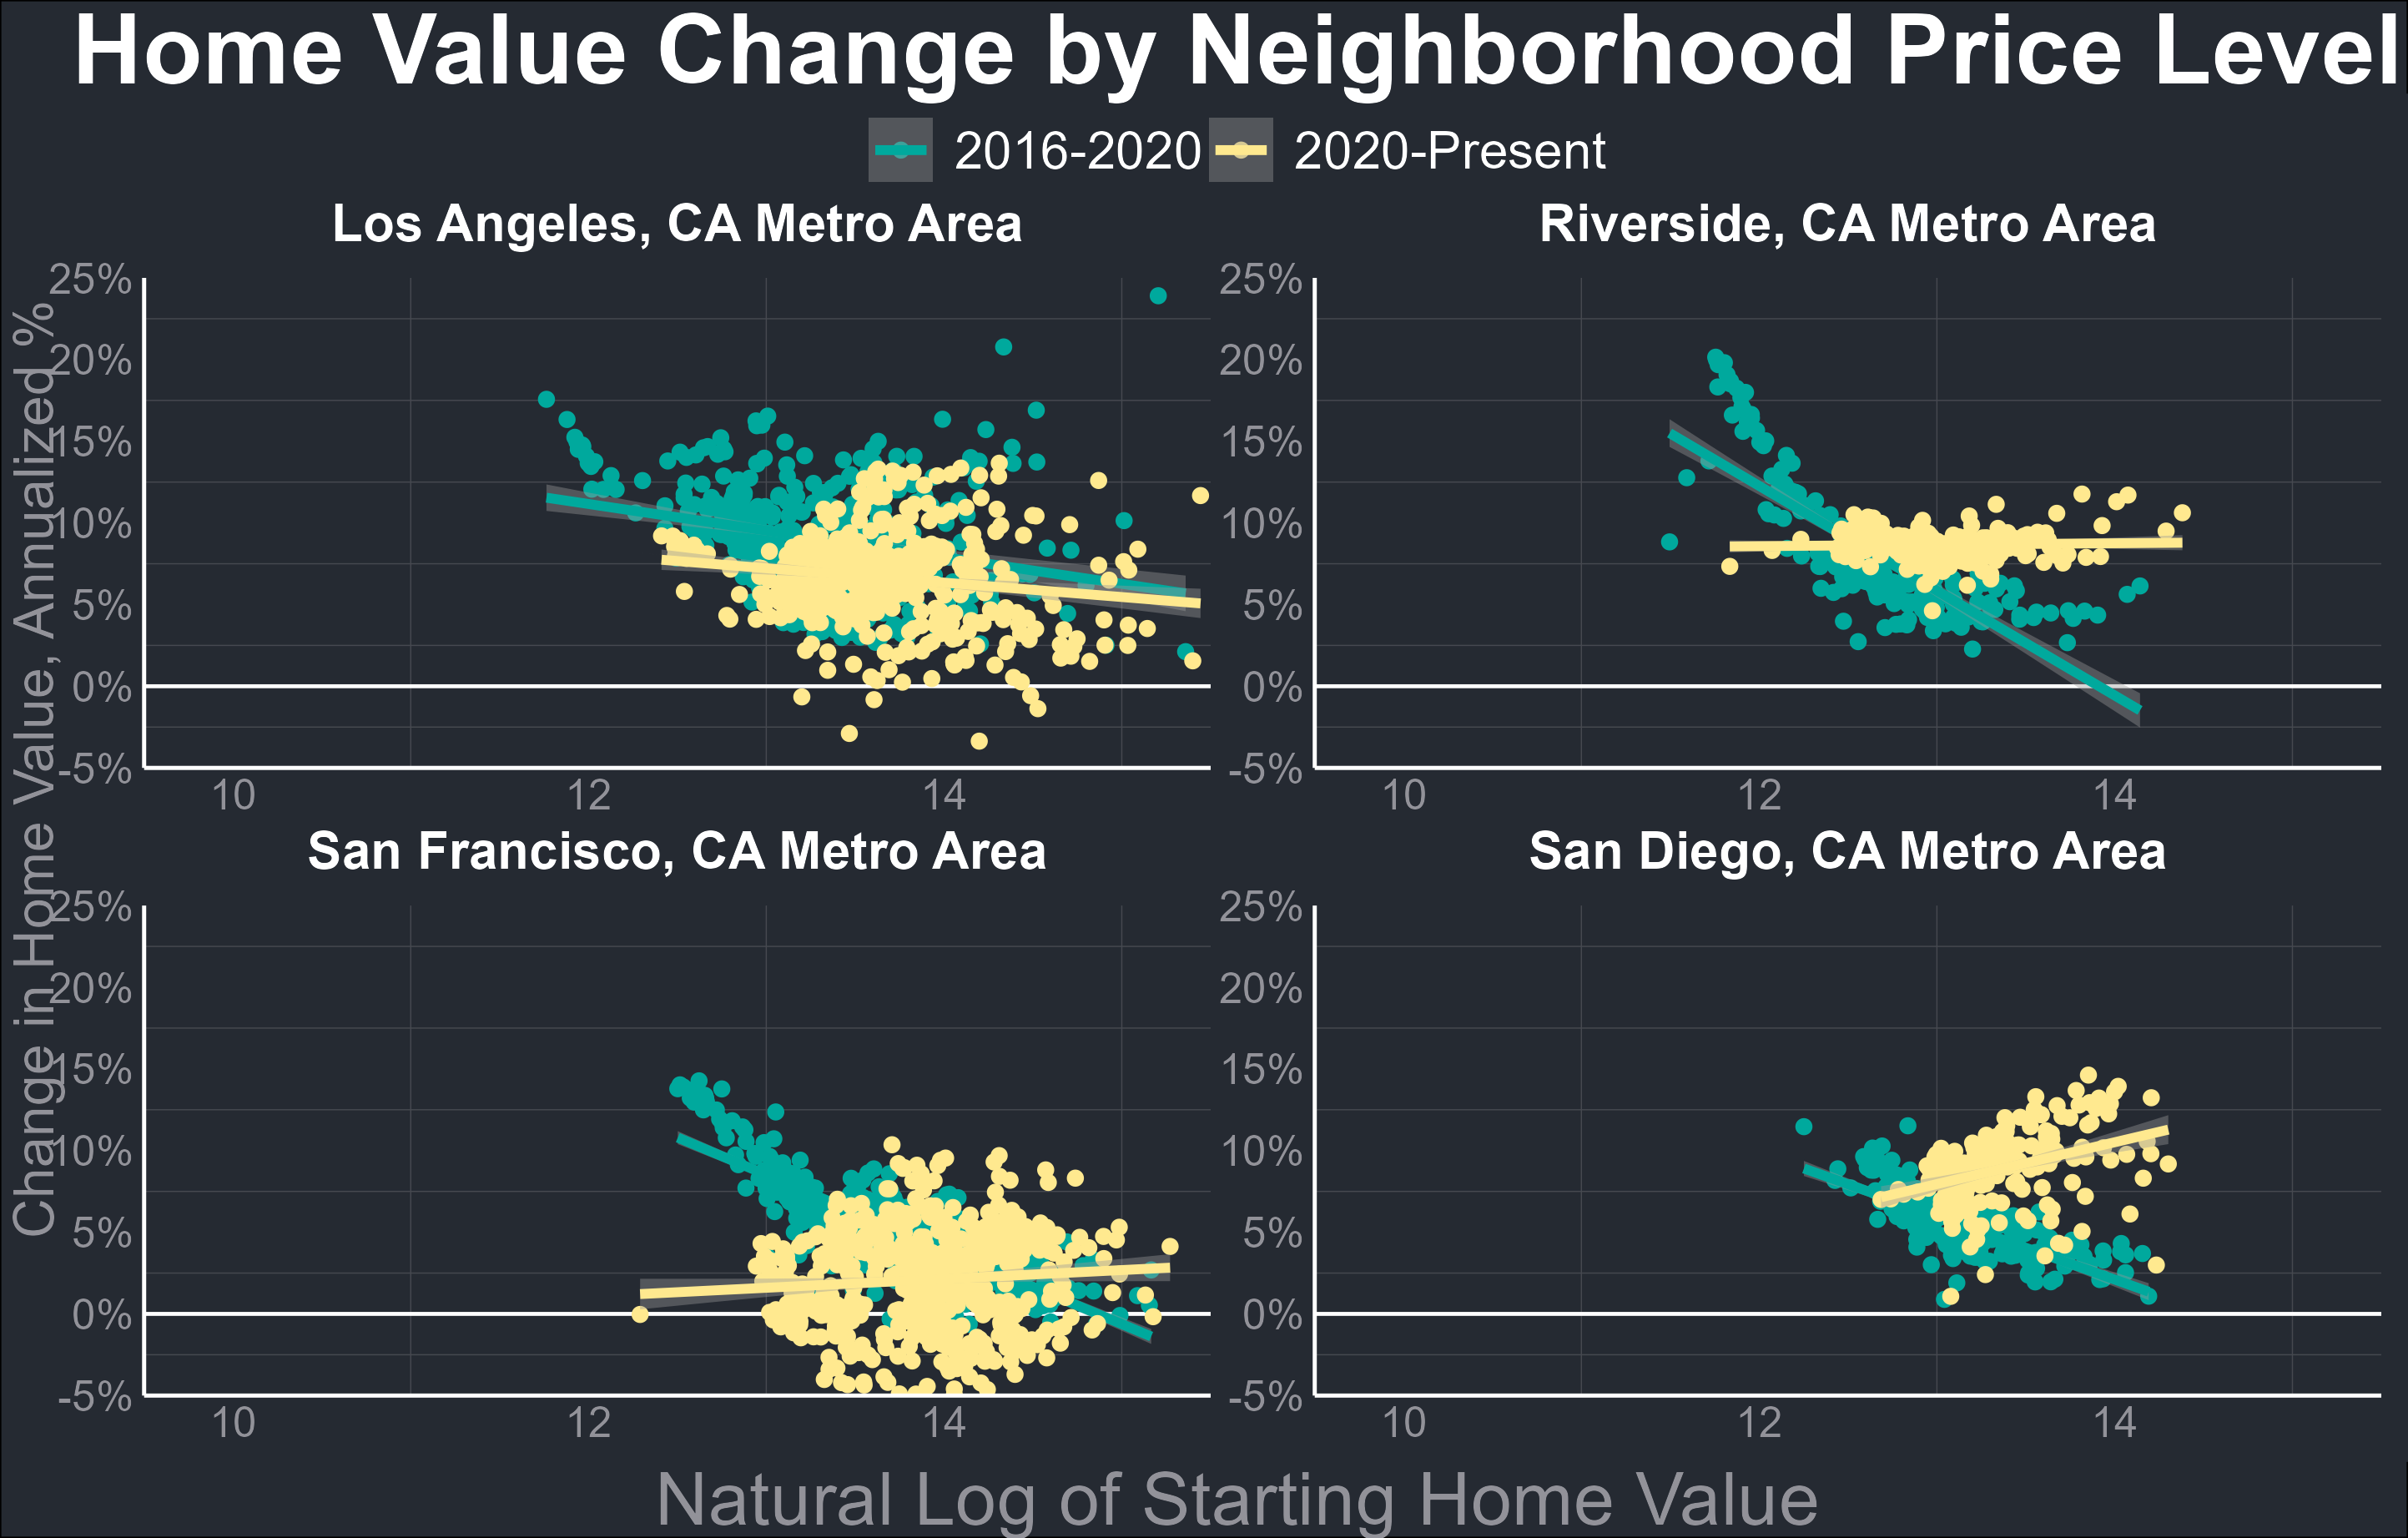 Home Value Change by Neighborhood Price Level
2016-2020 2020-Present
Change in Home Value, Annualized %
Los Angeles, CA Metro Area
25%
20%
15%
10%
5%
0%
-5%
10 12 14
Riverside, CA Metro Area
25%
20%
15%
10%
5%
0%
-5%
10 12 14
San Francisco, CA Metro Area
25%
20%
15%
10%
5%
0%
-5%
10 12 14
San Diego, CA Metro Area
25%
20%
15%
10%
5%
0%
-5%
10 12 14
Natural Log of Starting Home Value